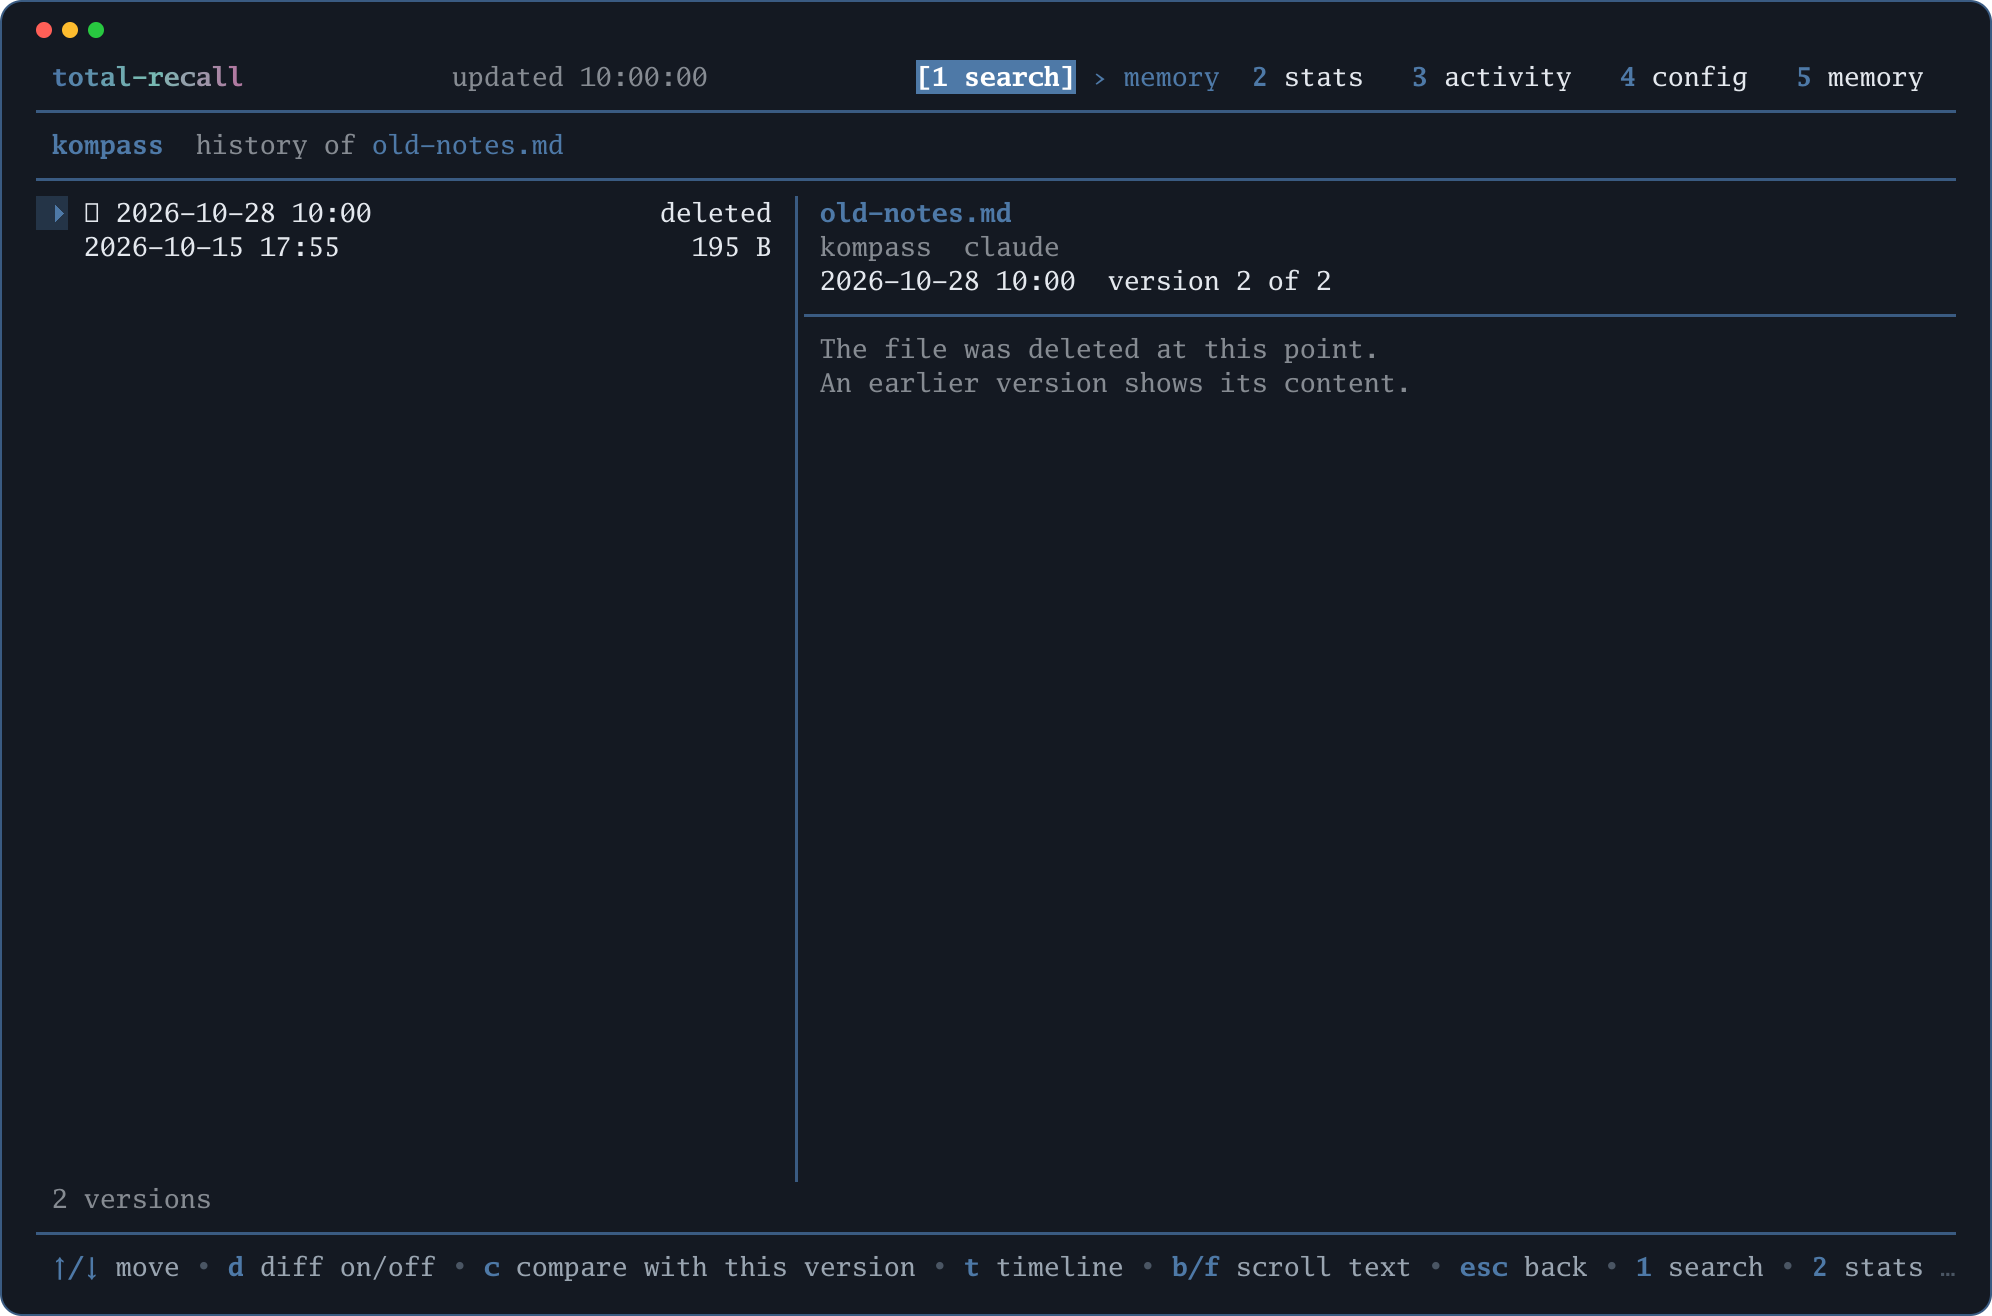 total-recall updated 10:00:00 [1 search] › memory 2 stats 3 activity 4 config 5 memory
kompass history of old-notes.md
2026-10-28 10:00 deleted
2026-10-15 17:55 195 B
old-notes.md
kompass claude
2026-10-28 10:00 version 2 of 2
The file was deleted at this point.
An earlier version shows its content.
2 versions
↑/↓ move • d diff on/off • c compare with this version • t timeline • b/f scroll text • esc back • 1 search • 2 stats …